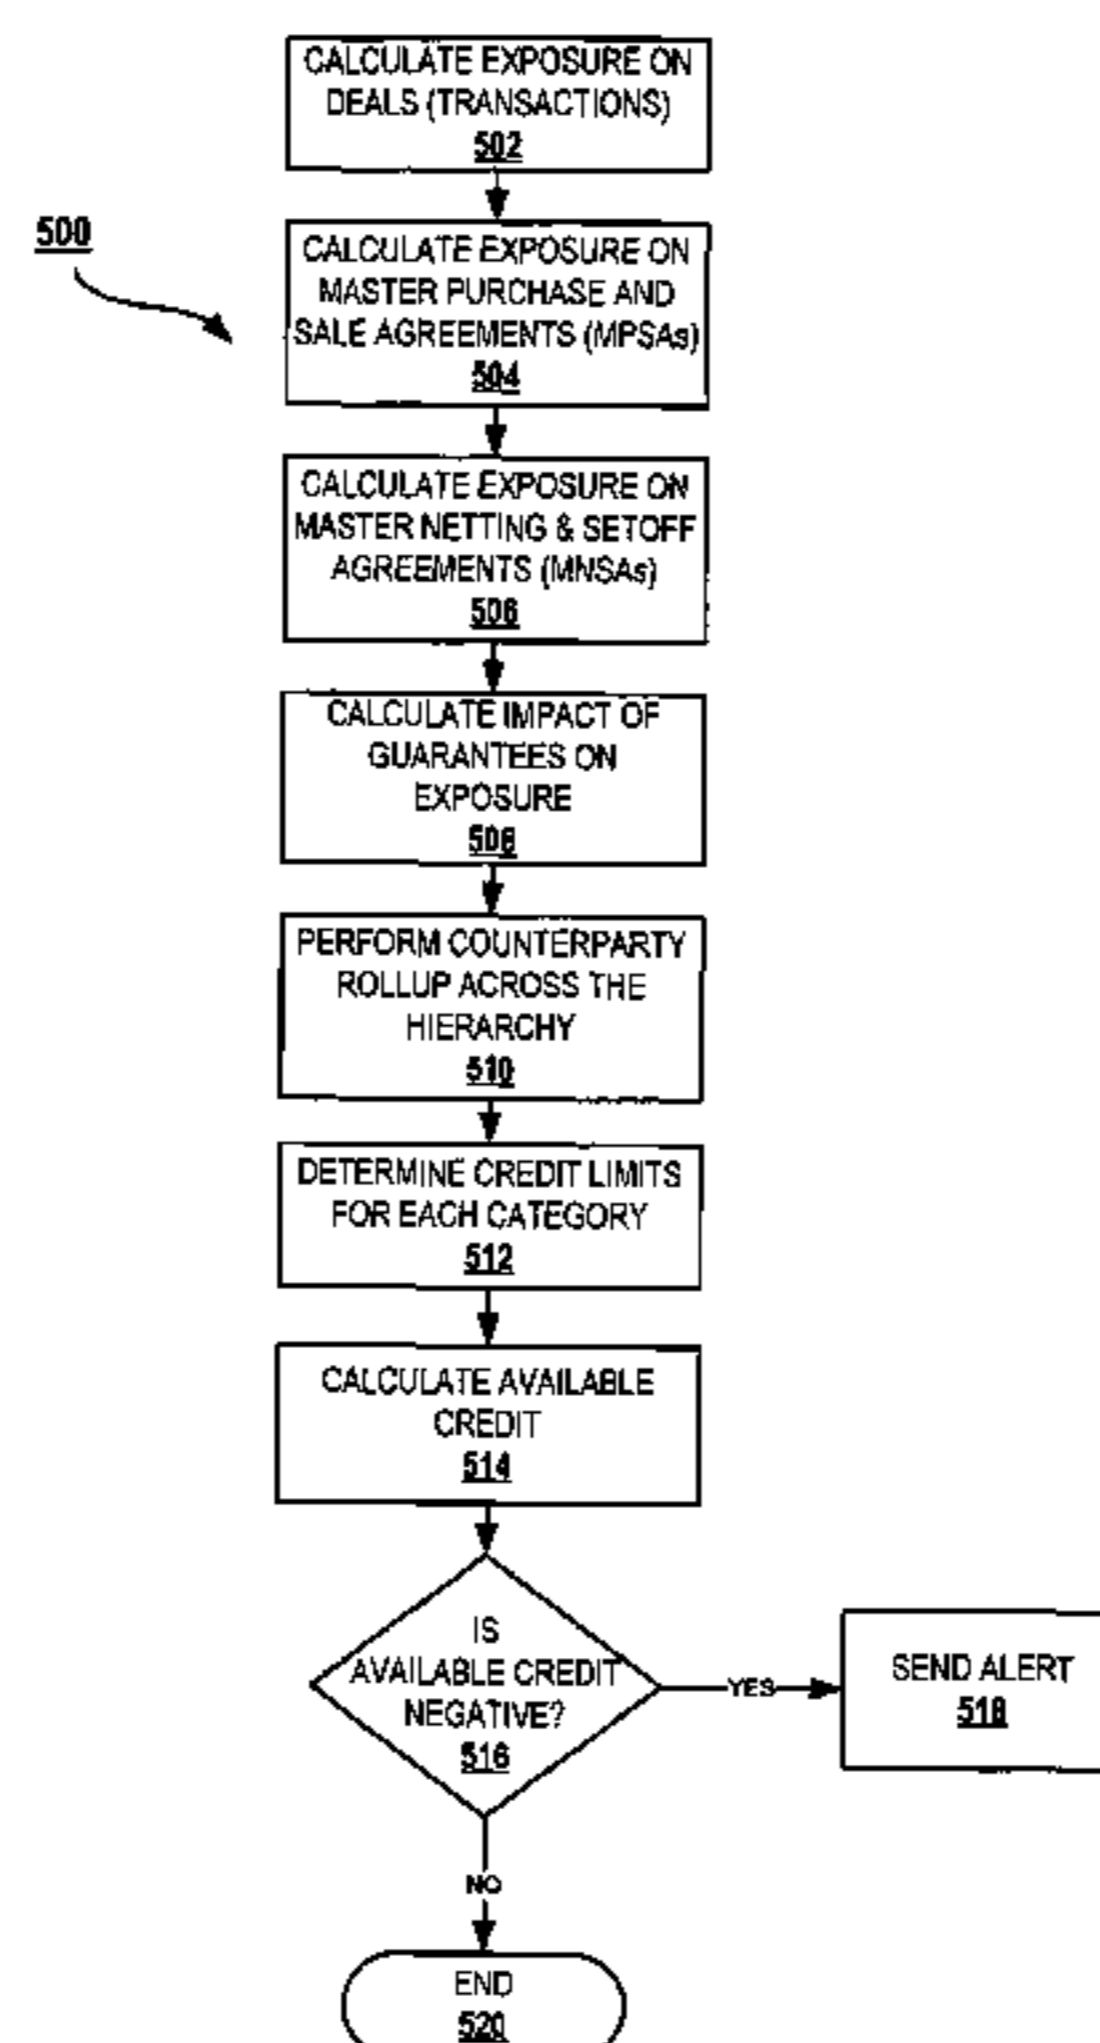 CALCULATE EXPOSURE ON
DEALS (TRANSACTIONS)
502
500
CALCULATE EXPOSURE ON
MASTER PURCHASE AND
SALE AGREEMENTS (MPSAs)
504
CALCULATE EXPOSURE ON
MASTER NETTING & SETOFF
AGREEMENTS (MNSAs)
506
CALCULATE IMPACT OF
GUARANTEES ON
EXPOSURE
508
PERFORM COUNTERPARTY
ROLLUP ACROSS THE
HIERARCHY
510
DETERMINE CREDIT LIMITS
FOR EACH CATEGORY
512
CALCULATE AVAILABLE
CREDIT
514
IS
AVAILABLE CREDIT
NEGATIVE?
516
YES
SEND ALERT
518
NO
END
520